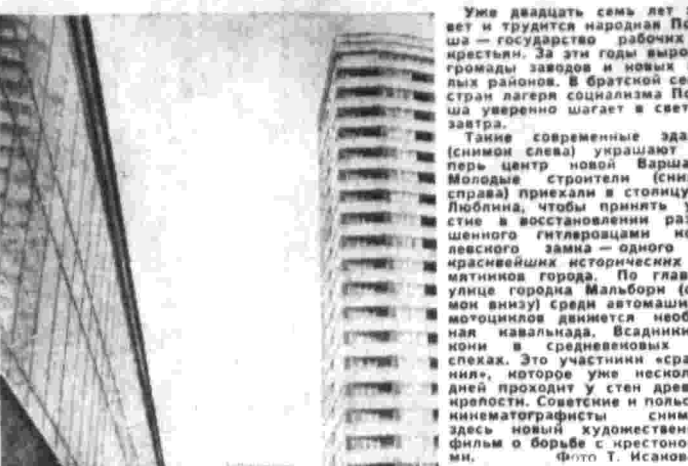 Уже двадцать семь лет
вет и трудится народная По
ша — государство рабочих
крестьян. За эти годы выро
громады заводов и новых
лых районов. В братской се
стран лагеря социализма По
ша уверенно шагает в свет
завтра.
Такие современные зда
(снимок слева) украшают
перь центр новой Варша
Молодые строители (сни
справа) приехали в столицу
Люблина, чтобы принять у
стие в восстановлении раз
шенного гитлеровцами ко
левского замка — одного
красивейших исторических
мятников города. По глав
улице городка Мальборк (с
мок внизу) среди автомаши
мотоциклов движется необ
ная кавалькада. Всадники
кони в средневековых
спехах. Это участники «сра
ния», которое уже несколь
дней проходит у стен древ
крепости. Советские и польс
кинематографисты сним
здесь новый художествен
фильм о борьбе с крестоно
ми. Фото Т. Исаков